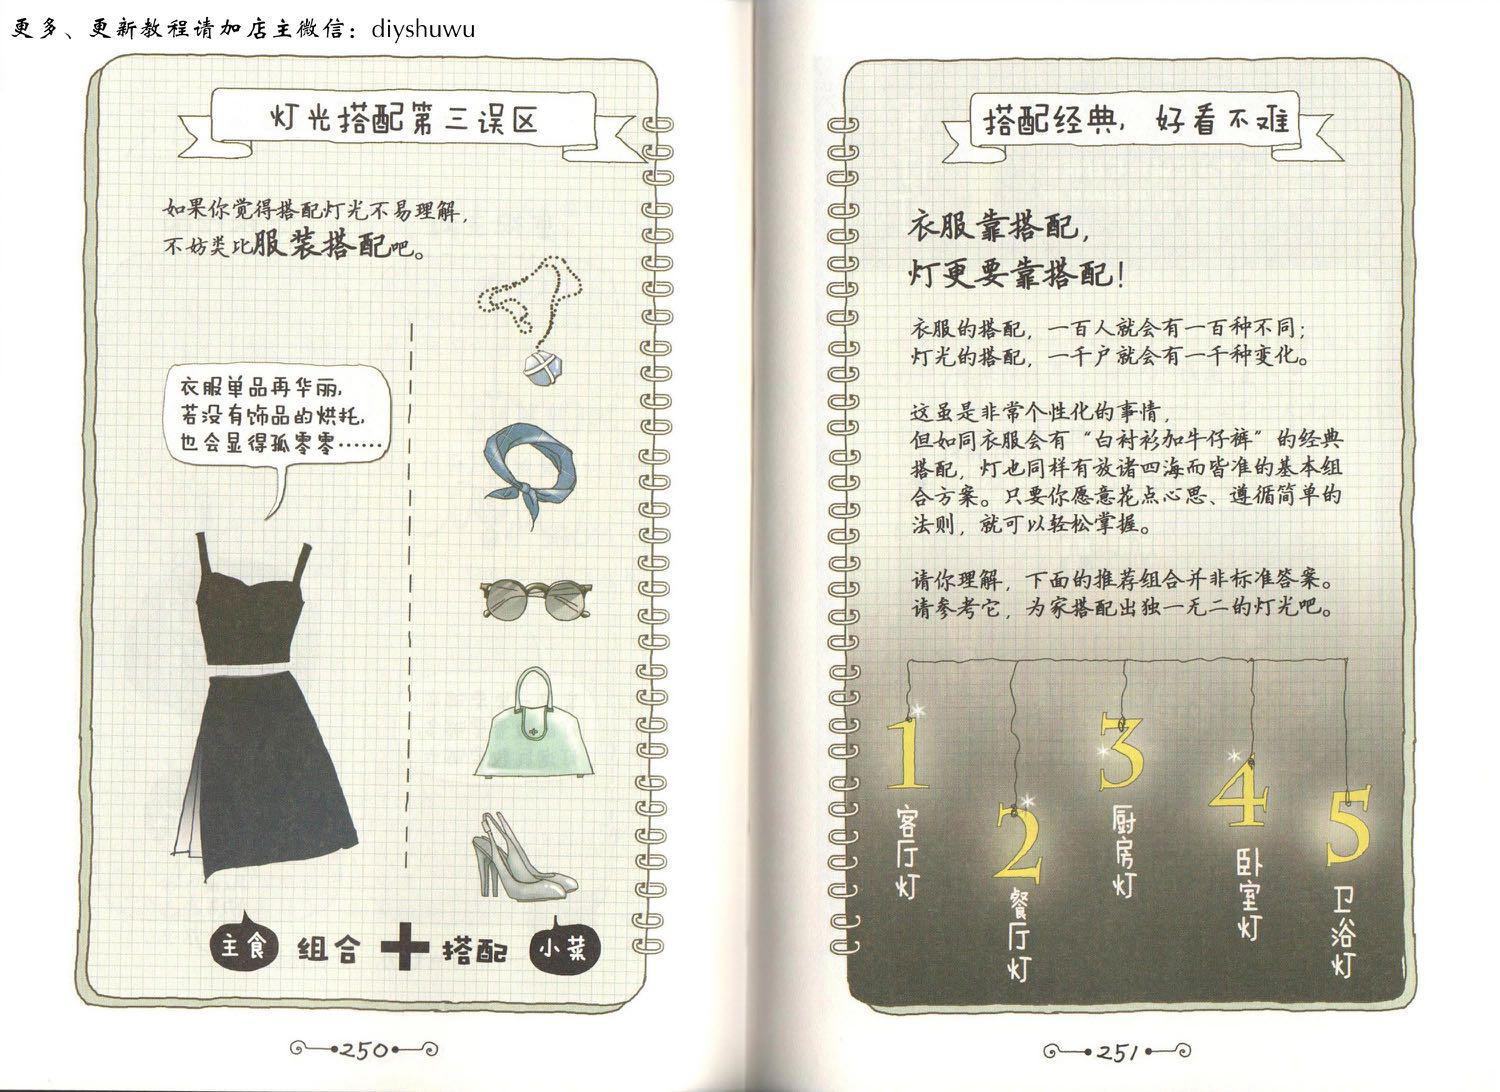 更多、更新教程请加店主微信：diyshuwu
灯光搭配第三误区
如果你觉得搭配灯光不易理解，
不妨类比服装搭配吧。
衣服单品再华丽，
若没有饰品的烘托，
也会显得孤零零……
主食 组合＋搭配 小菜
250
搭配经典，好看不难
衣服靠搭配，
灯更要靠搭配！
衣服的搭配，一百人就会有一百种不同；
灯光的搭配，一千户就会有一千种变化。
这虽是非常个性化的事情，
但如同衣服会有“白衬衫加牛仔裤”的经典
搭配，灯也同样有放诸四海而皆准的基本组
合方案。只要你愿意花点心思、遵循简单的
法则，就可以轻松掌握。
请你理解，下面的推荐组合并非标准答案。
请参考它，为家搭配出独一无二的灯光吧。
1
客厅灯
2
餐厅灯
3
厨房灯
4
卧室灯
5
卫浴灯
251